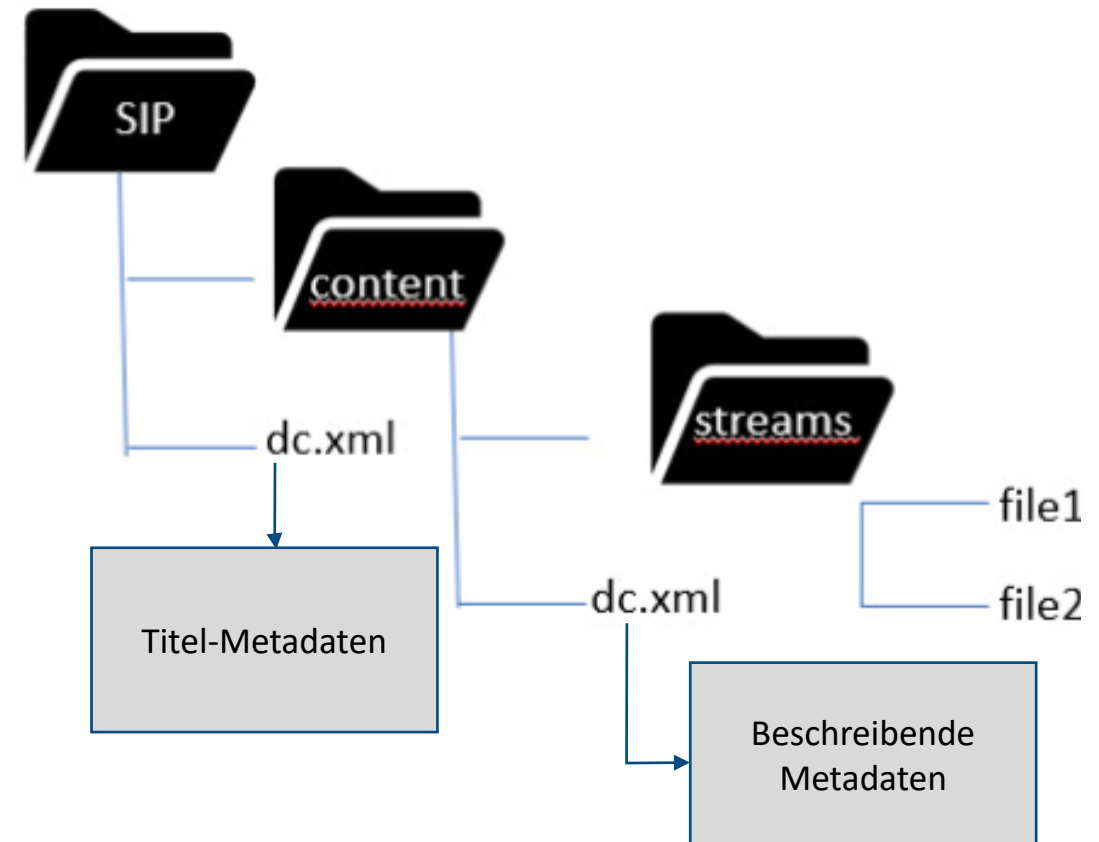 SIP
content
streams
dc.xml
file1
dc.xml
file2
Titel-Metadaten
Beschreibende
Metadaten